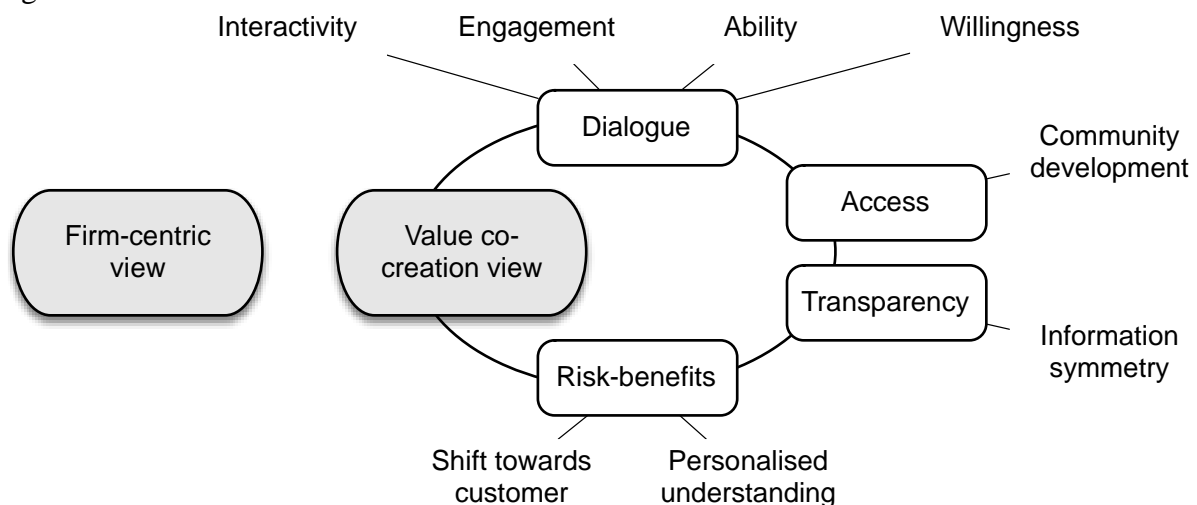 Interactivity
Engagement
Ability
Willingness
Dialogue
Community
development
Access
Firm-centric
view
Value co-
creation view
Transparency
Information
symmetry
Risk-benefits
Shift towards
customer
Personalised
understanding